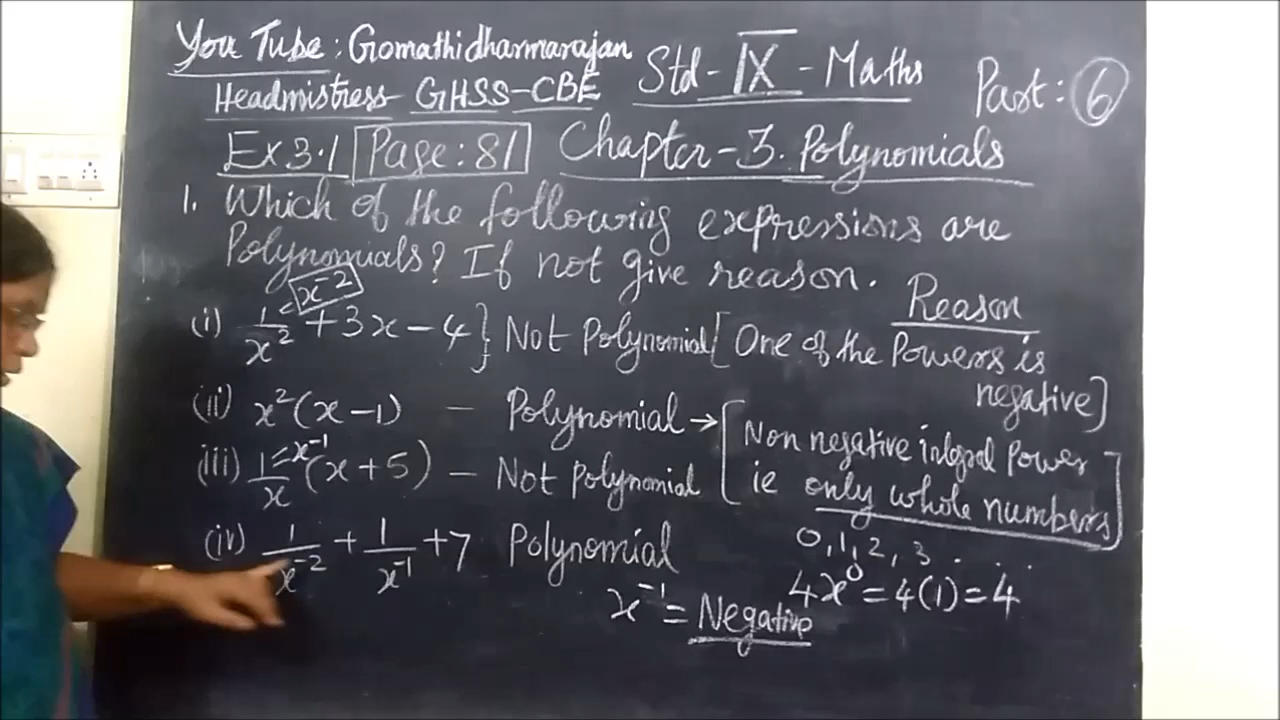 You Tube : Gomathidharmarajan
Headmistress - GHSS - CBE
Std - IX - Maths
Part : 6
Ex 3.1 Page : 81 Chapter - 3. Polynomials
1. Which of the following expressions are
Polynomials? If not give reason.
Reason
x⁻²
(i) 1/x² + 3x - 4} Not Polynomial [One of the Powers is
negative]
(ii) x²(x - 1) - Polynomial → [Non negative integral Power
ie only whole numbers]
= x⁻¹
(iii) 1/x (x + 5) - Not Polynomial
0, 1, 2, 3 . . . .
(iv) 1/x⁻² + 1/x⁻¹ + 7 Polynomial
4x⁰ = 4(1) = 4
x⁻¹ = Negative